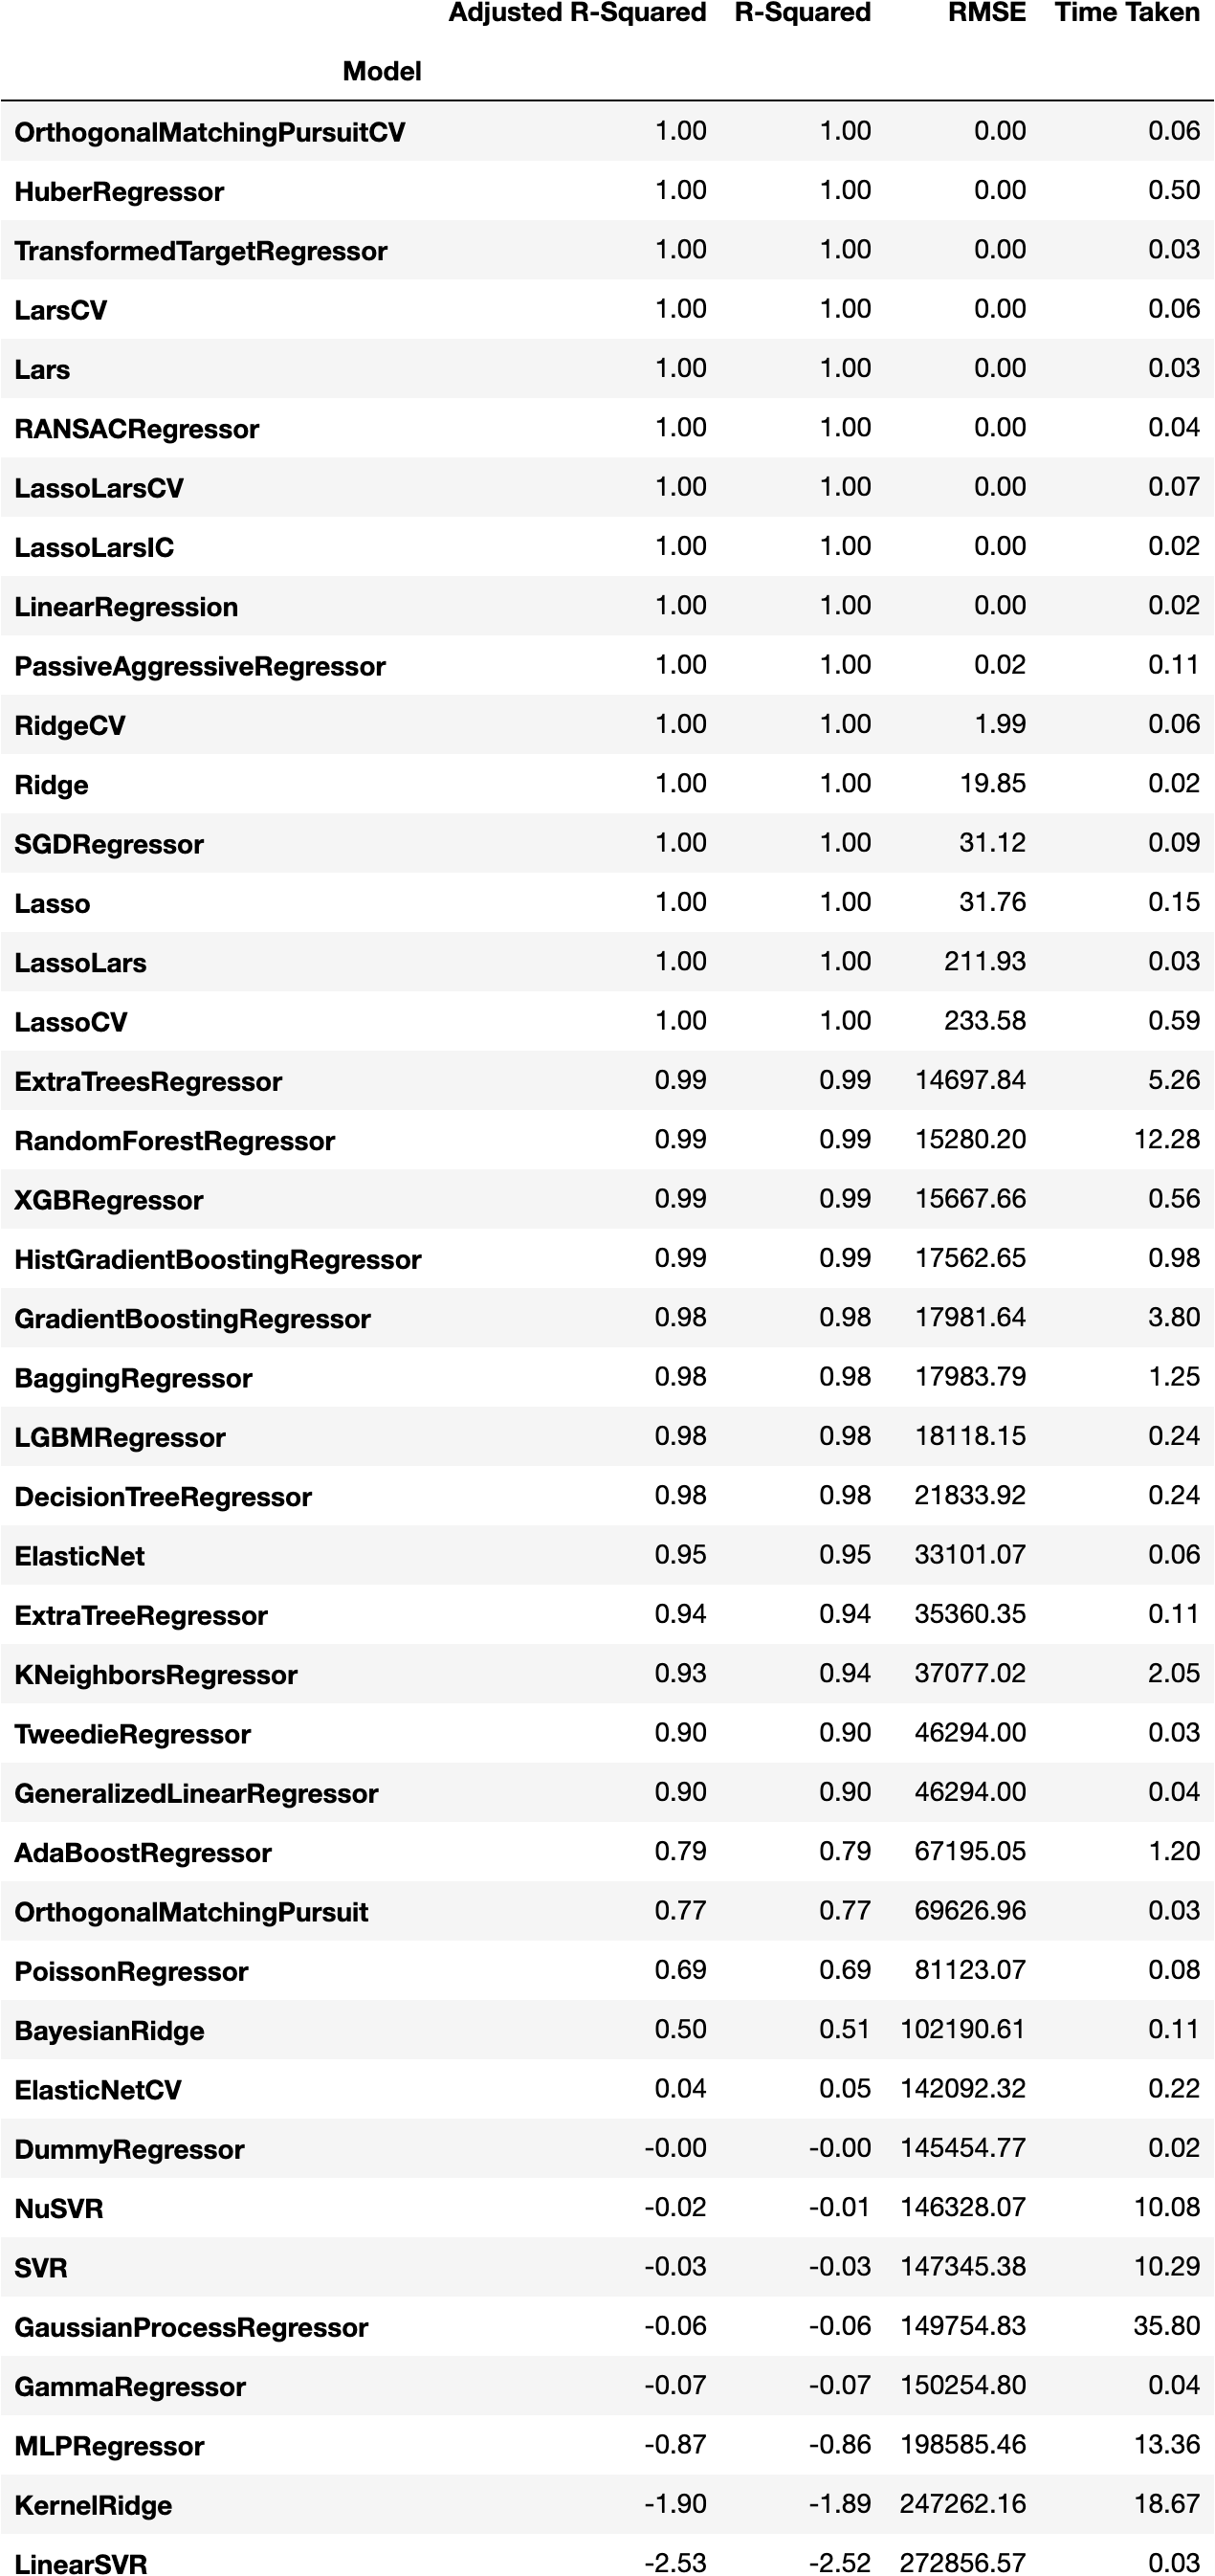 Adjusted R-Squared R-Squared RMSE Time Taken
Model
OrthogonalMatchingPursuitCV 1.00 1.00 0.00 0.06
HuberRegressor 1.00 1.00 0.00 0.50
TransformedTargetRegressor 1.00 1.00 0.00 0.03
LarsCV 1.00 1.00 0.00 0.06
Lars 1.00 1.00 0.00 0.03
RANSACRegressor 1.00 1.00 0.00 0.04
LassoLarsCV 1.00 1.00 0.00 0.07
LassoLarsIC 1.00 1.00 0.00 0.02
LinearRegression 1.00 1.00 0.00 0.02
PassiveAggressiveRegressor 1.00 1.00 0.02 0.11
RidgeCV 1.00 1.00 1.99 0.06
Ridge 1.00 1.00 19.85 0.02
SGDRegressor 1.00 1.00 31.12 0.09
Lasso 1.00 1.00 31.76 0.15
LassoLars 1.00 1.00 211.93 0.03
LassoCV 1.00 1.00 233.58 0.59
ExtraTreesRegressor 0.99 0.99 14697.84 5.26
RandomForestRegressor 0.99 0.99 15280.20 12.28
XGBRegressor 0.99 0.99 15667.66 0.56
HistGradientBoostingRegressor 0.99 0.99 17562.65 0.98
GradientBoostingRegressor 0.98 0.98 17981.64 3.80
BaggingRegressor 0.98 0.98 17983.79 1.25
LGBMRegressor 0.98 0.98 18118.15 0.24
DecisionTreeRegressor 0.98 0.98 21833.92 0.24
ElasticNet 0.95 0.95 33101.07 0.06
ExtraTreeRegressor 0.94 0.94 35360.35 0.11
KNeighborsRegressor 0.93 0.94 37077.02 2.05
TweedieRegressor 0.90 0.90 46294.00 0.03
GeneralizedLinearRegressor 0.90 0.90 46294.00 0.04
AdaBoostRegressor 0.79 0.79 67195.05 1.20
OrthogonalMatchingPursuit 0.77 0.77 69626.96 0.03
PoissonRegressor 0.69 0.69 81123.07 0.08
BayesianRidge 0.50 0.51 102190.61 0.11
ElasticNetCV 0.04 0.05 142092.32 0.22
DummyRegressor -0.00 -0.00 145454.77 0.02
NuSVR -0.02 -0.01 146328.07 10.08
SVR -0.03 -0.03 147345.38 10.29
GaussianProcessRegressor -0.06 -0.06 149754.83 35.80
GammaRegressor -0.07 -0.07 150254.80 0.04
MLPRegressor -0.87 -0.86 198585.46 13.36
KernelRidge -1.90 -1.89 247262.16 18.67
LinearSVR -2.53 -2.52 272856.57 0.03